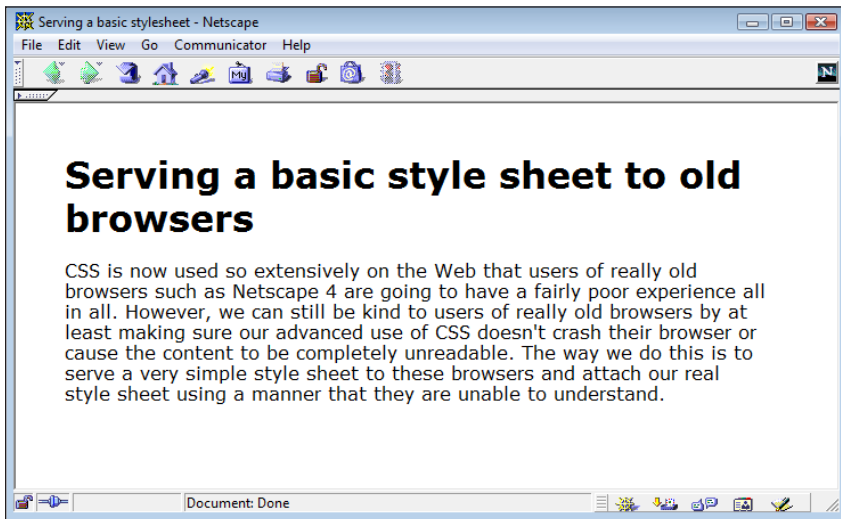 Serving a basic stylesheet - Netscape
File Edit View Go Communicator Help
My
N
Serving a basic style sheet to old
browsers
CSS is now used so extensively on the Web that users of really old
browsers such as Netscape 4 are going to have a fairly poor experience all
in all. However, we can still be kind to users of really old browsers by at
least making sure our advanced use of CSS doesn't crash their browser or
cause the content to be completely unreadable. The way we do this is to
serve a very simple style sheet to these browsers and attach our real
style sheet using a manner that they are unable to understand.
Document: Done